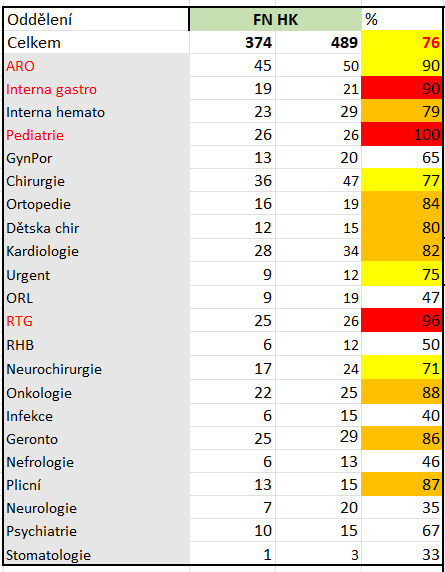 Oddělení FN HK %
Celkem 374 489 76
ARO 45 50 90
Interna gastro 19 21 90
Interna hemato 23 29 79
Pediatrie 26 26 100
GynPor 13 20 65
Chirurgie 36 47 77
Ortopedie 16 19 84
Dětska chir 12 15 80
Kardiologie 28 34 82
Urgent 9 12 75
ORL 9 19 47
RTG 25 26 96
RHB 6 12 50
Neurochirurgie 17 24 71
Onkologie 22 25 88
Infekce 6 15 40
Geronto 25 29 86
Nefrologie 6 13 46
Plicní 13 15 87
Neurologie 7 20 35
Psychiatrie 10 15 67
Stomatologie 1 3 33